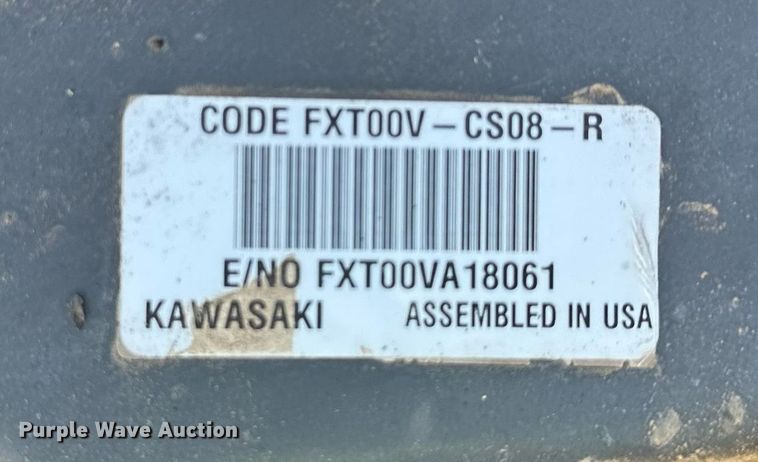 CODE FXT00V-CS08-R
E/NO FXT00VA18061
KAWASAKI ASSEMBLED IN USA
Purple Wave Auction